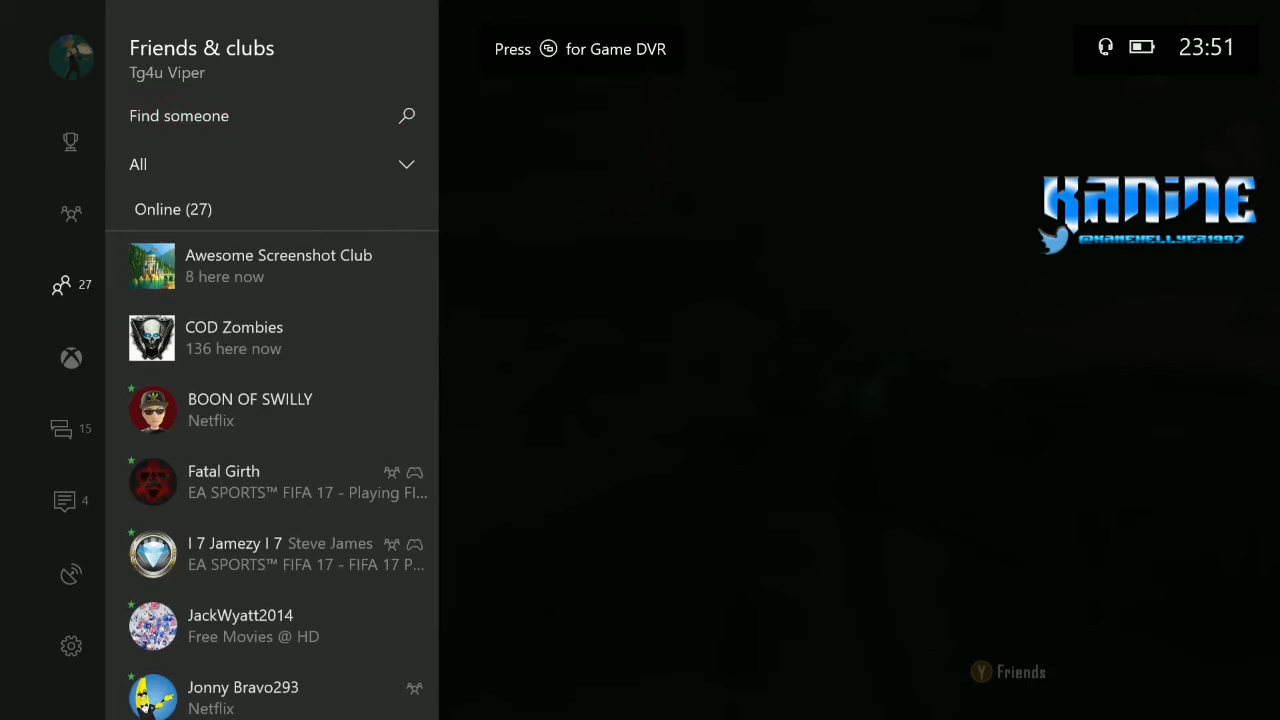 Friends & clubs
Tg4u Viper
Find someone
All
Online (27)
Awesome Screenshot Club
8 here now
COD Zombies
136 here now
BOON OF SWILLY
Netflix
Fatal Girth
EA SPORTS™ FIFA 17 - Playing FI...
I 7 Jamezy I 7 Steve James
EA SPORTS™ FIFA 17 - FIFA 17 P...
JackWyatt2014
Free Movies @ HD
Jonny Bravo293
Netflix
27
15
4
Press for Game DVR
23:51
KANINE
@KANEHELLYER1997
Y Friends